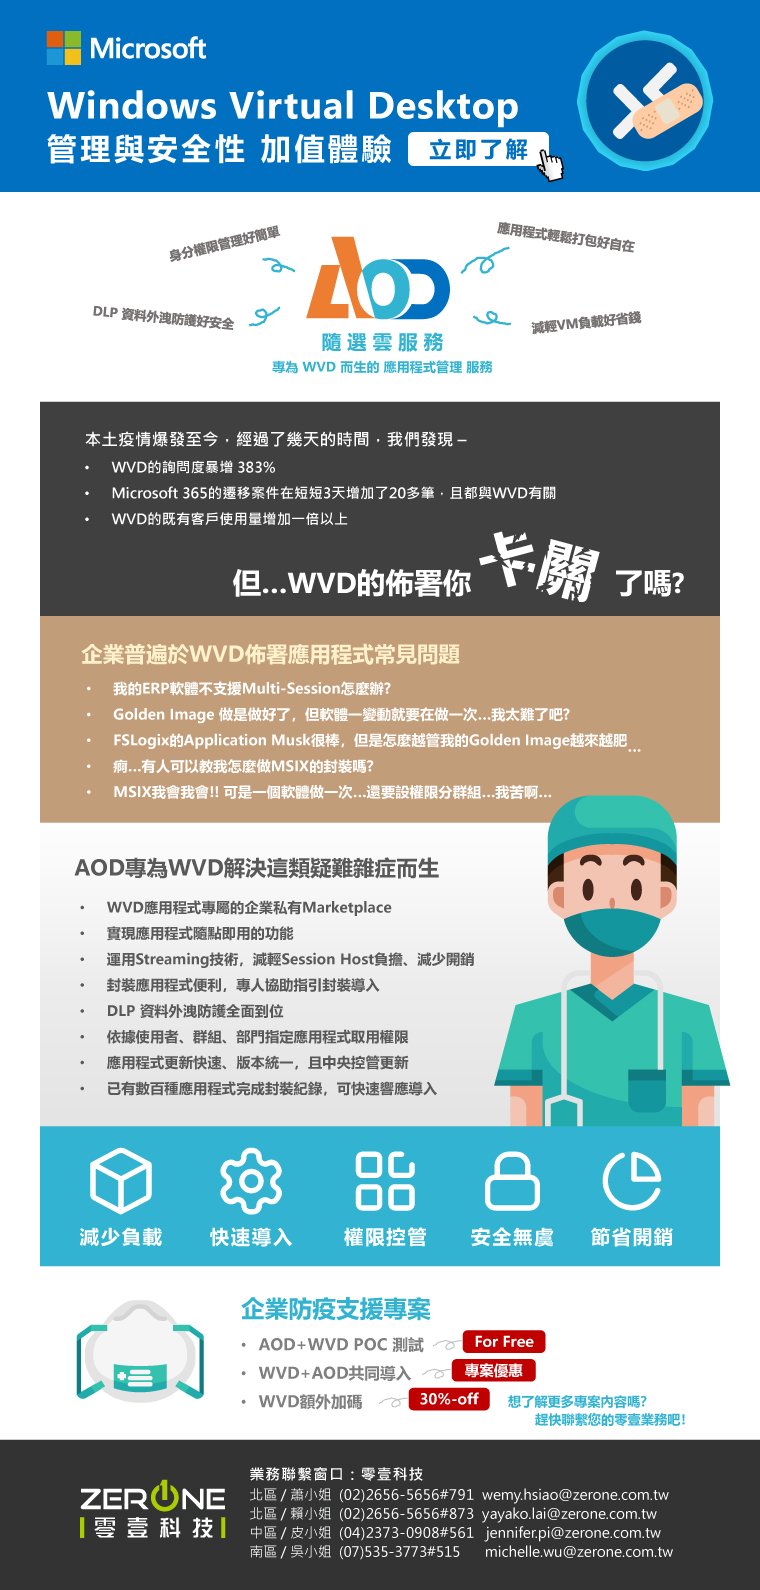 Microsoft
Windows Virtual Desktop
管理與安全性 加值體驗 立即了解
身分權限管理好簡單
應用程式輕鬆打包好自在
DLP 資料外洩防護好安全
減輕VM負載好省錢
AOD
隨選雲服務
專為 WVD 而生的 應用程式管理 服務
本土疫情爆發至今，經過了幾天的時間，我們發現 –
• WVD的詢問度暴增 383%
• Microsoft 365的遷移案件在短短3天增加了20多筆，且都與WVD有關
• WVD的既有客戶使用量增加一倍以上
但...WVD的佈署你卡關了嗎?
企業普遍於WVD佈署應用程式常見問題
• 我的ERP軟體不支援Multi-Session怎麼辦?
• Golden Image 做是做好了，但軟體一變動就要在做一次...我太難了吧?
• FSLogix的Application Musk很棒，但是怎麼越管我的Golden Image越來越肥...
• 痾...有人可以教我怎麼做MSIX的封裝嗎?
• MSIX我會我會!! 可是一個軟體做一次...還要設權限分群組...我苦啊...
AOD專為WVD解決這類疑難雜症而生
• WVD應用程式專屬的企業私有Marketplace
• 實現應用程式隨點即用的功能
• 運用Streaming技術，減輕Session Host負擔、減少開銷
• 封裝應用程式便利，專人協助指引封裝導入
• DLP 資料外洩防護全面到位
• 依據使用者、群組、部門指定應用程式取用權限
• 應用程式更新快速、版本統一，且中央控管更新
• 已有數百種應用程式完成封裝紀錄，可快速響應導入
減少負載 快速導入 權限控管 安全無虞 節省開銷
企業防疫支援專案
• AOD+WVD POC 測試 For Free
• WVD+AOD共同導入 專案優惠
• WVD額外加碼 30%-off
想了解更多專案內容嗎?
趕快聯繫您的零壹業務吧!
ZERONE
零壹科技
業務聯繫窗口：零壹科技
北區 / 蕭小姐 (02)2656-5656#791 wemy.hsiao@zerone.com.tw
北區 / 賴小姐 (02)2656-5656#873 yayako.lai@zerone.com.tw
中區 / 皮小姐 (04)2373-0908#561 jennifer.pi@zerone.com.tw
南區 / 吳小姐 (07)535-3773#515 michelle.wu@zerone.com.tw